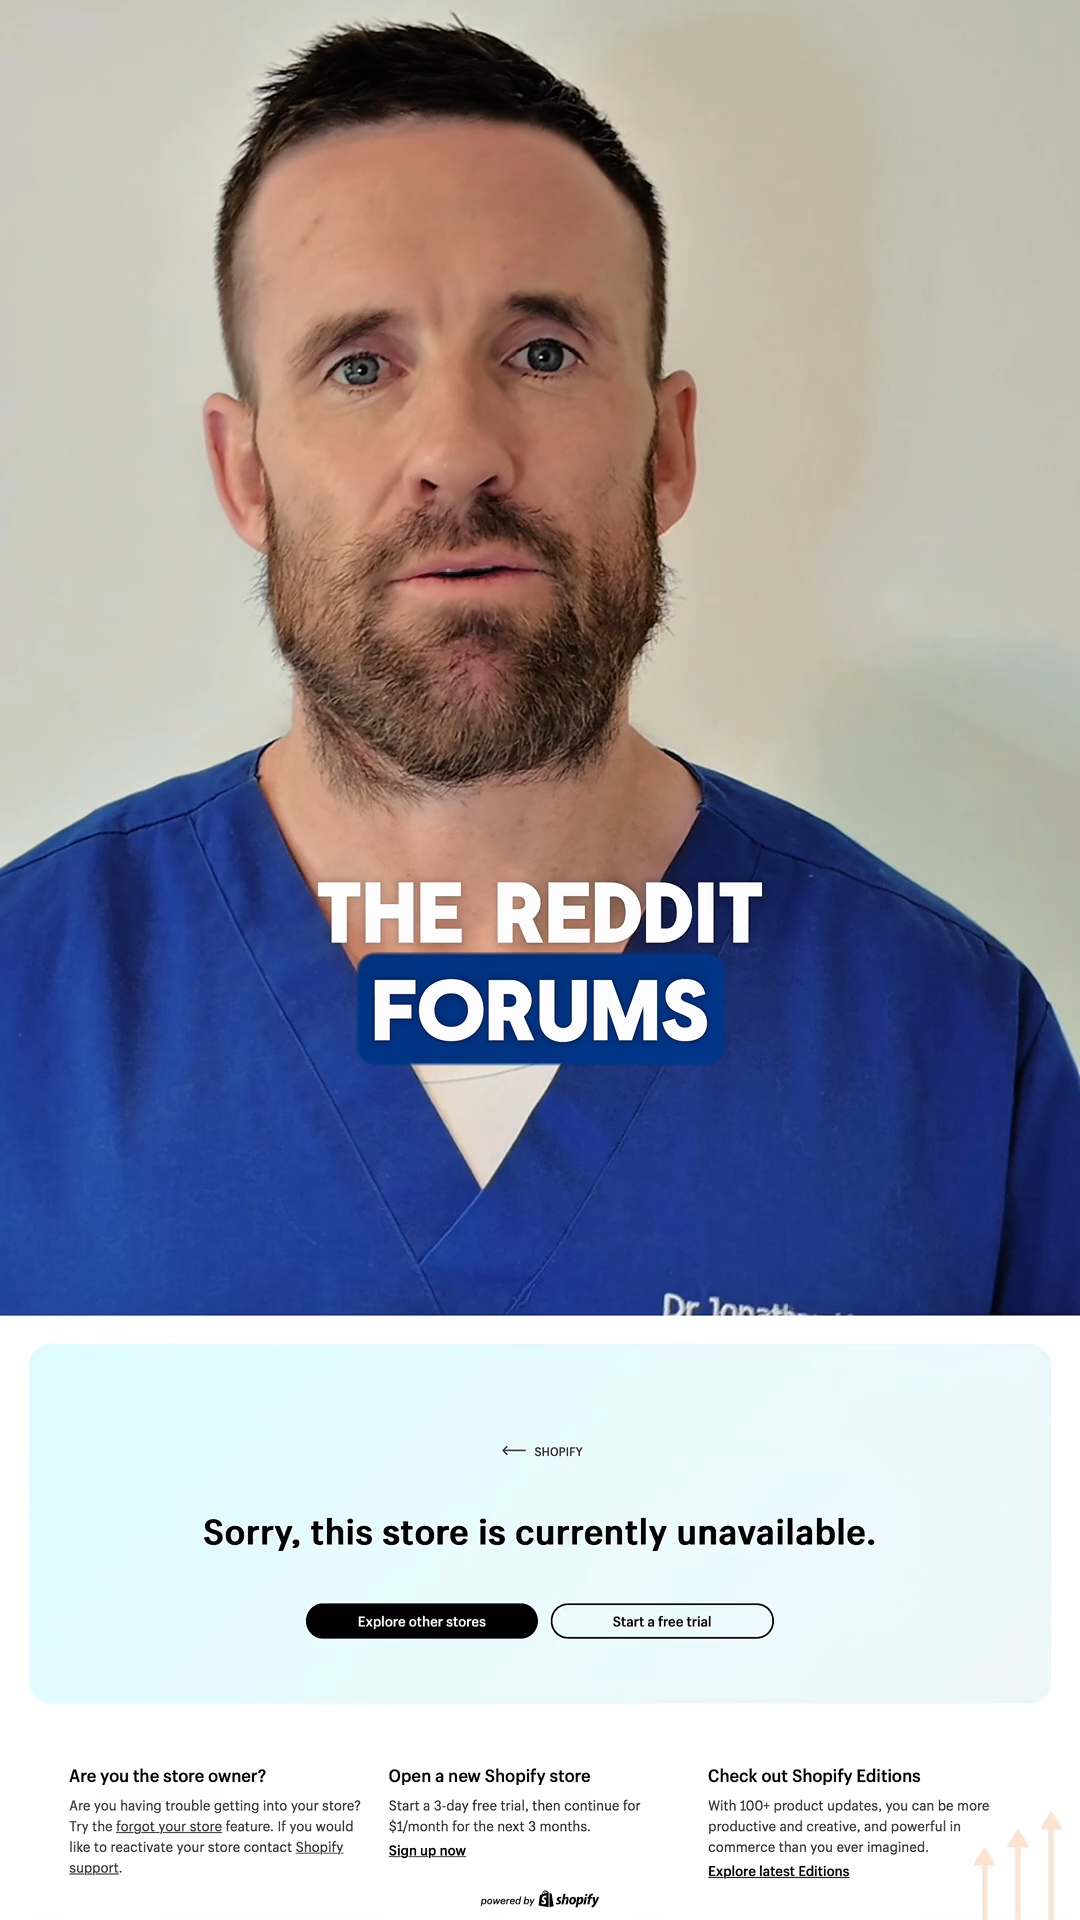 THE REDDIT
FORUMS
Dr
← SHOPIFY
Sorry, this store is currently unavailable.
Explore other stores
Start a free trial
Are you the store owner?
Are you having trouble getting into your store?
Try the forgot your store feature. If you would
like to reactivate your store contact Shopify
support.
Open a new Shopify store
Start a 3-day free trial, then continue for
$1/month for the next 3 months.
Sign up now
Check out Shopify Editions
With 100+ product updates, you can be more
productive and creative, and powerful in
commerce than you ever imagined.
Explore latest Editions
powered by shopify